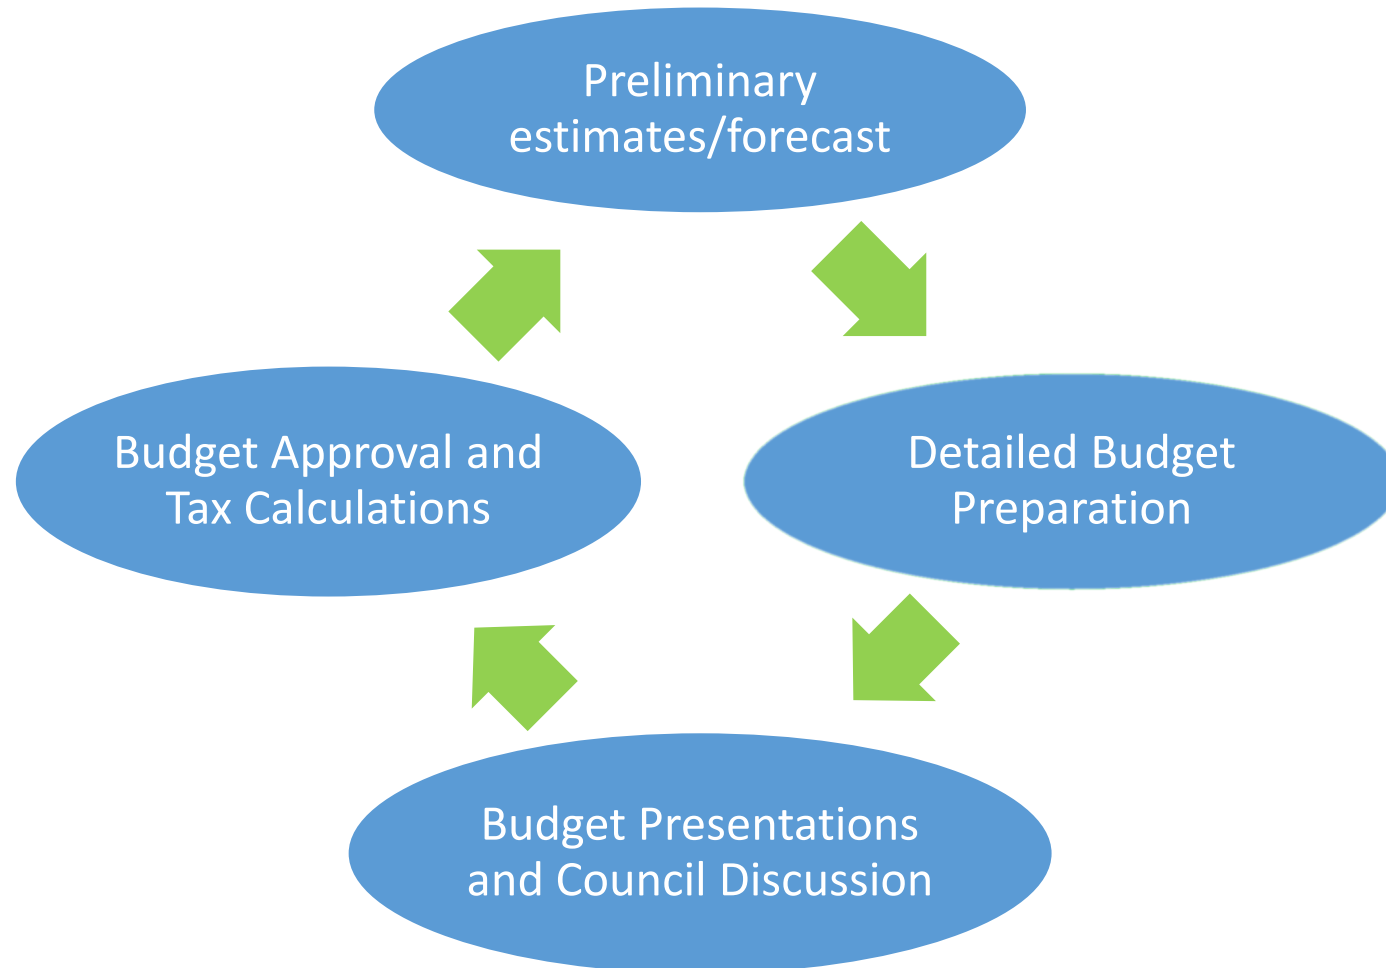 Preliminary
estimates/forecast
Budget Approval and
Tax Calculations
Detailed Budget
Preparation
Budget Presentations
and Council Discussion